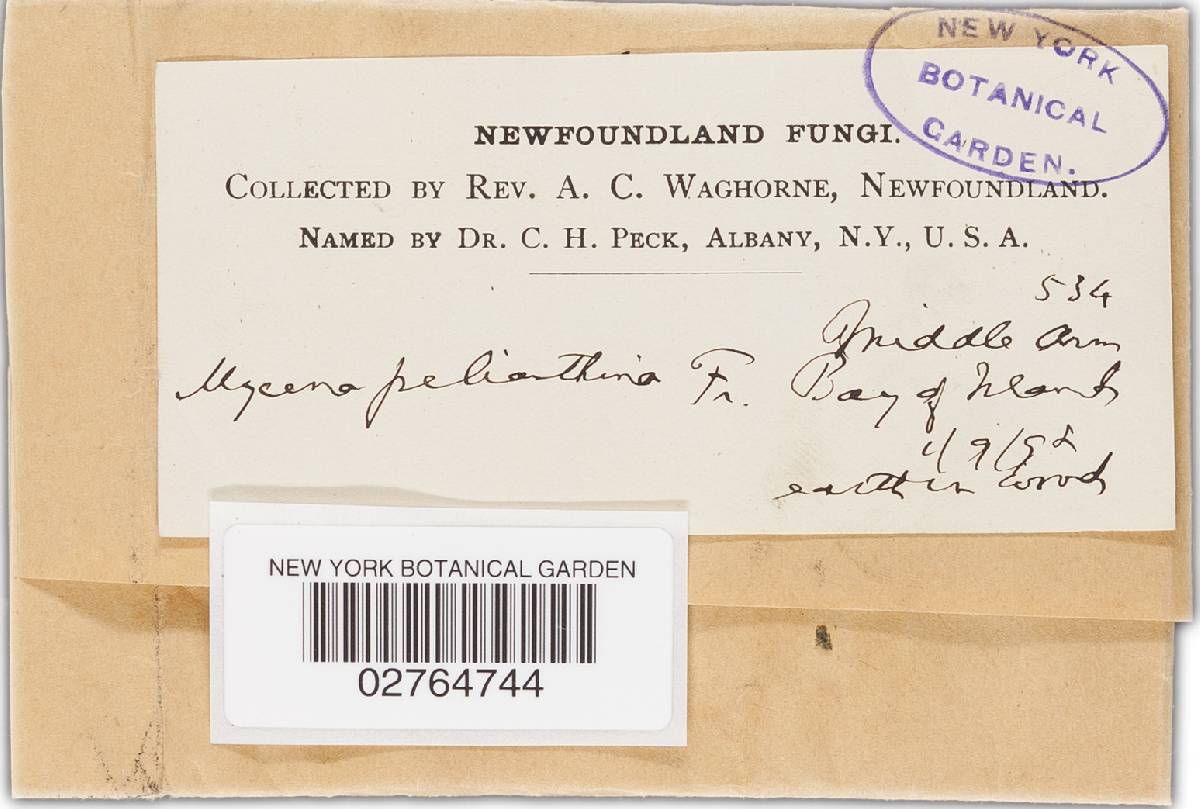 NEW YORK
BOTANICAL
GARDEN.
NEWFOUNDLAND FUNGI.
COLLECTED BY REV. A. C. WAGHORNE, NEWFOUNDLAND.
NAMED BY DR. C. H. PECK, ALBANY, N.Y., U. S. A.
534
Middle Arm
Mycena pelianthina Fr. Bay of Islands
earth in woods
NEW YORK BOTANICAL GARDEN
02764744